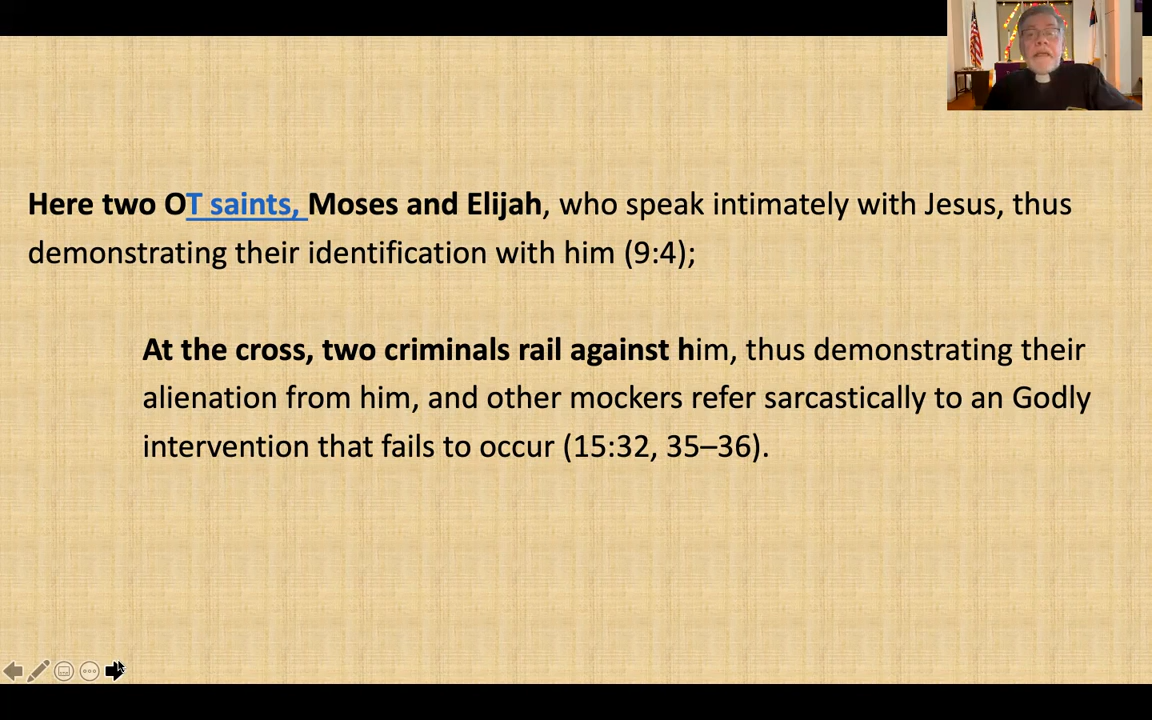 Here two OT saints, Moses and Elijah, who speak intimately with Jesus, thus
demonstrating their identification with him (9:4);
At the cross, two criminals rail against him, thus demonstrating their
alienation from him, and other mockers refer sarcastically to an Godly
intervention that fails to occur (15:32, 35–36).